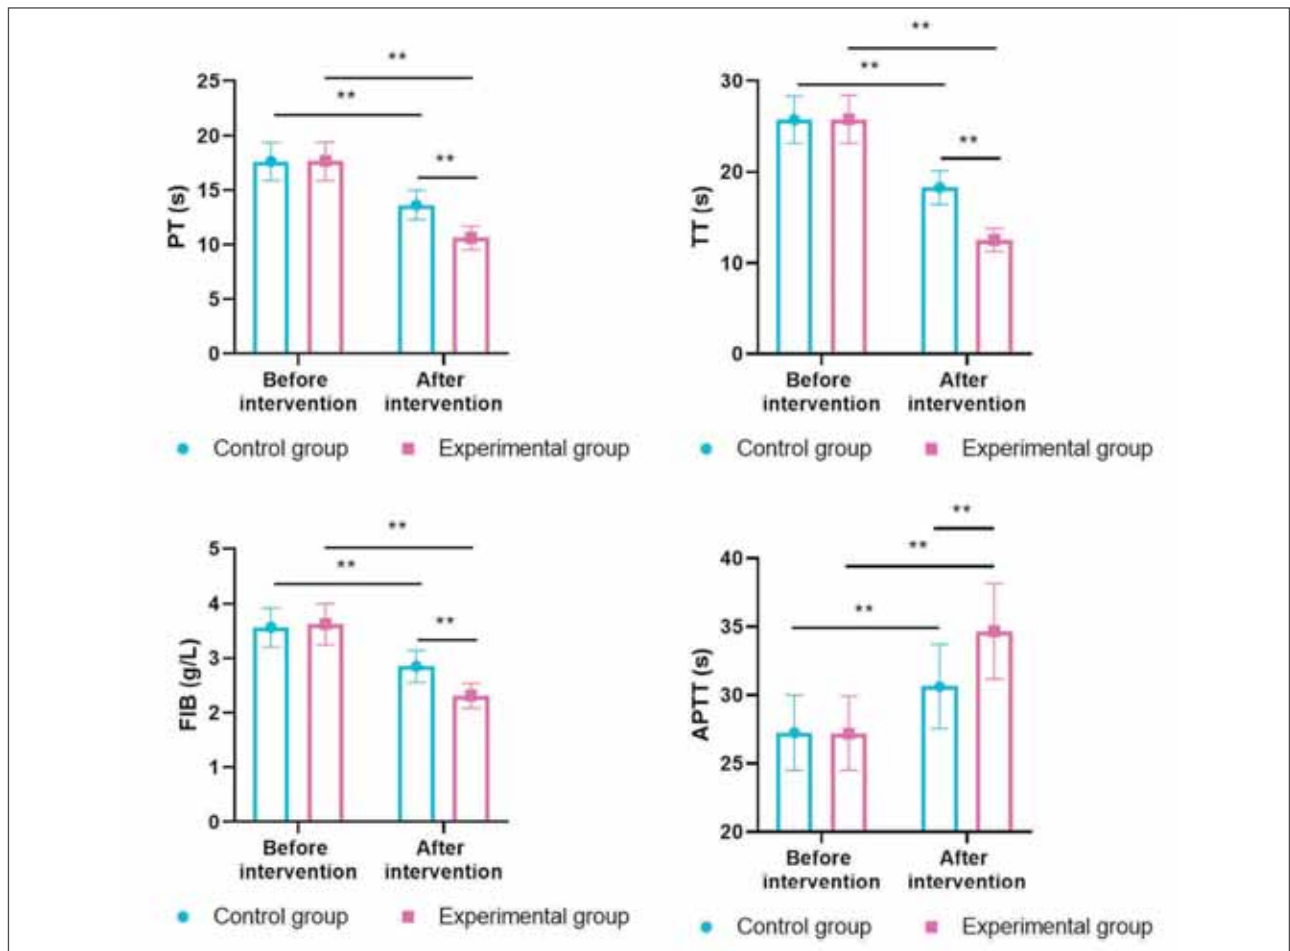 **
**
**
25
20
15
10
5
0
PT (s)
Before
intervention
After
intervention
Control group
Experimental group
**
**
**
30
20
10
0
TT (s)
Before
intervention
After
intervention
Control group
Experimental group
**
**
**
5
4
3
2
1
0
FIB (g/L)
Before
intervention
After
intervention
Control group
Experimental group
**
**
**
40
35
30
25
20
APTT (s)
Before
intervention
After
intervention
Control group
Experimental group